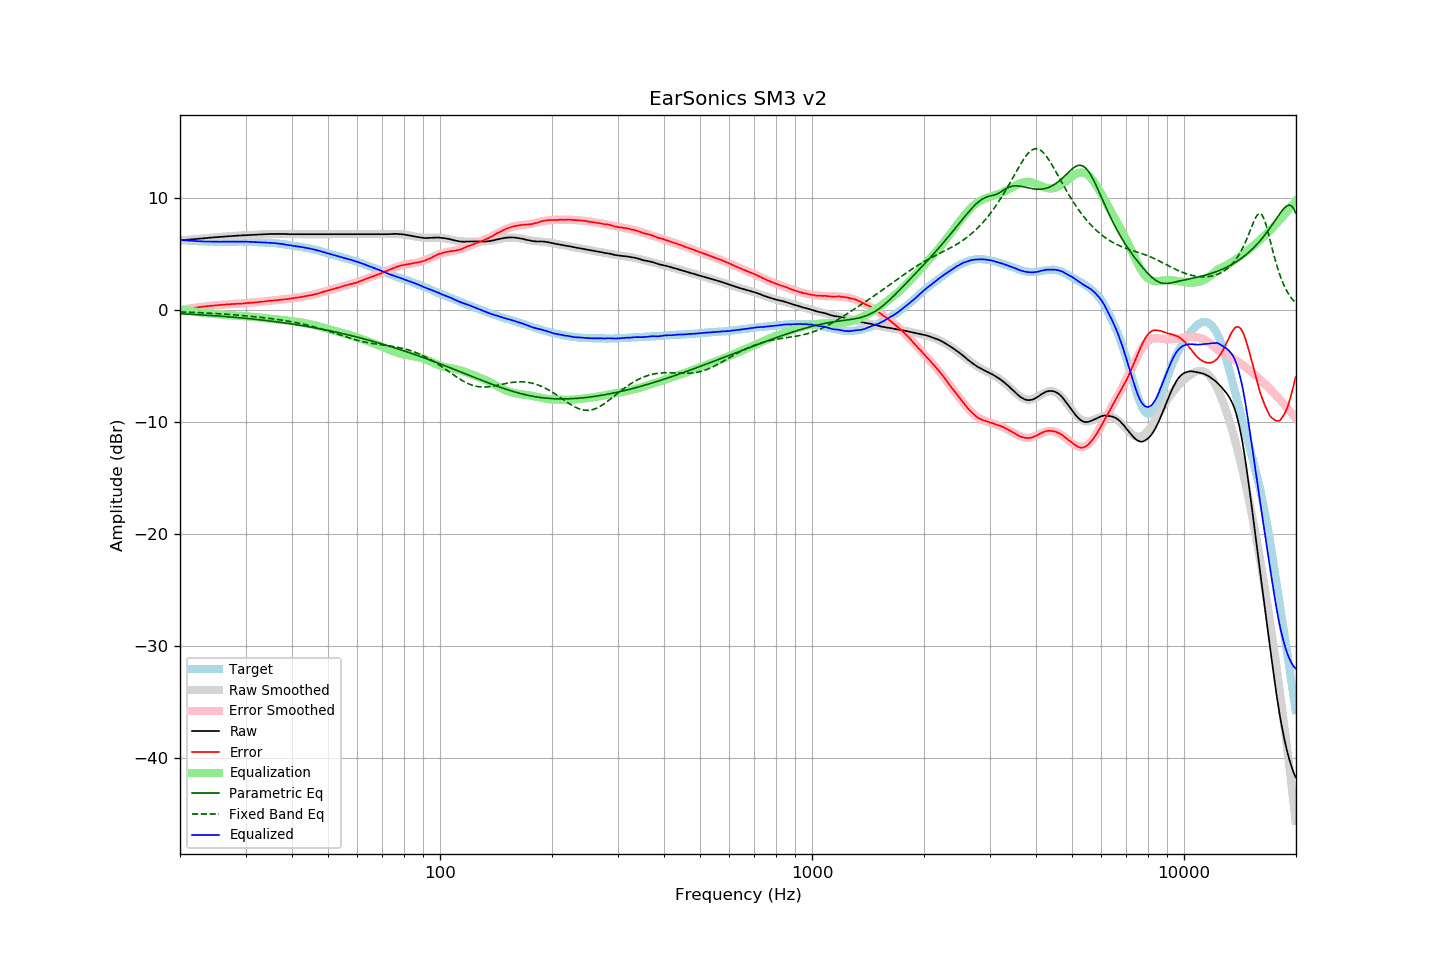 EarSonics SM3 v2
Amplitude (dBr)
10
0
−10
−20
−30
−40
Target
Raw Smoothed
Error Smoothed
Raw
Error
Equalization
Parametric Eq
Fixed Band Eq
Equalized
100
1000
10000
Frequency (Hz)